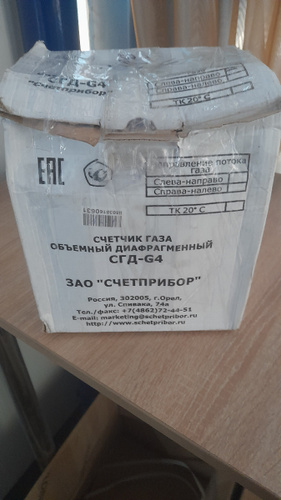 СГД-G4
"Счетприбор"
Слева-направо
Справа-налево
ТК 20° С
EAC
Направление потока
газа
Слева-направо
Справа-налево
ТК 20° С
СЧЕТЧИК ГАЗА
ОБЪЕМНЫЙ ДИАФРАГМЕННЫЙ
СГД-G4
ЗАО "СЧЕТПРИБОР"
Россия, 302005, г.Орел,
ул. Спивака, 74а
Тел./факс: +7(4862)72-44-51
E-mail: marketing@schetpribor.ru
http://www.schetpribor.ru